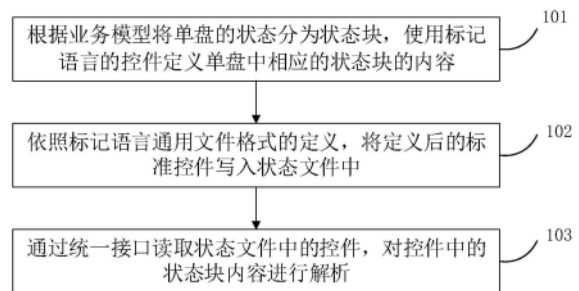 根据业务模型将单盘的状态分为状态块，使用标记
语言的控件定义单盘中相应的状态块的内容
101
依照标记语言通用文件格式的定义，将定义后的标
准控件写入状态文件中
102
通过统一接口读取状态文件中的控件，对控件中的
状态块内容进行解析
103